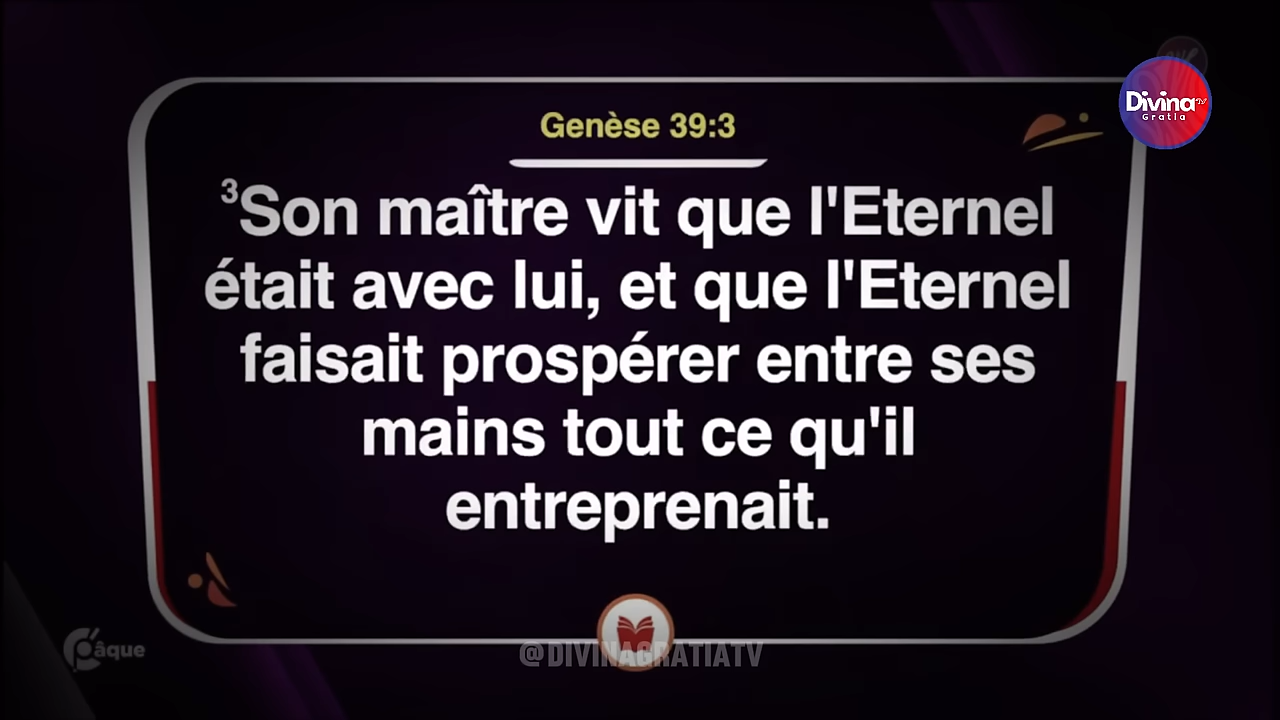 Divina TV
Gratia
Genèse 39:3
³Son maître vit que l'Eternel
était avec lui, et que l'Eternel
faisait prospérer entre ses
mains tout ce qu'il
entreprenait.
Pâque
@DIVINAGRATIATV